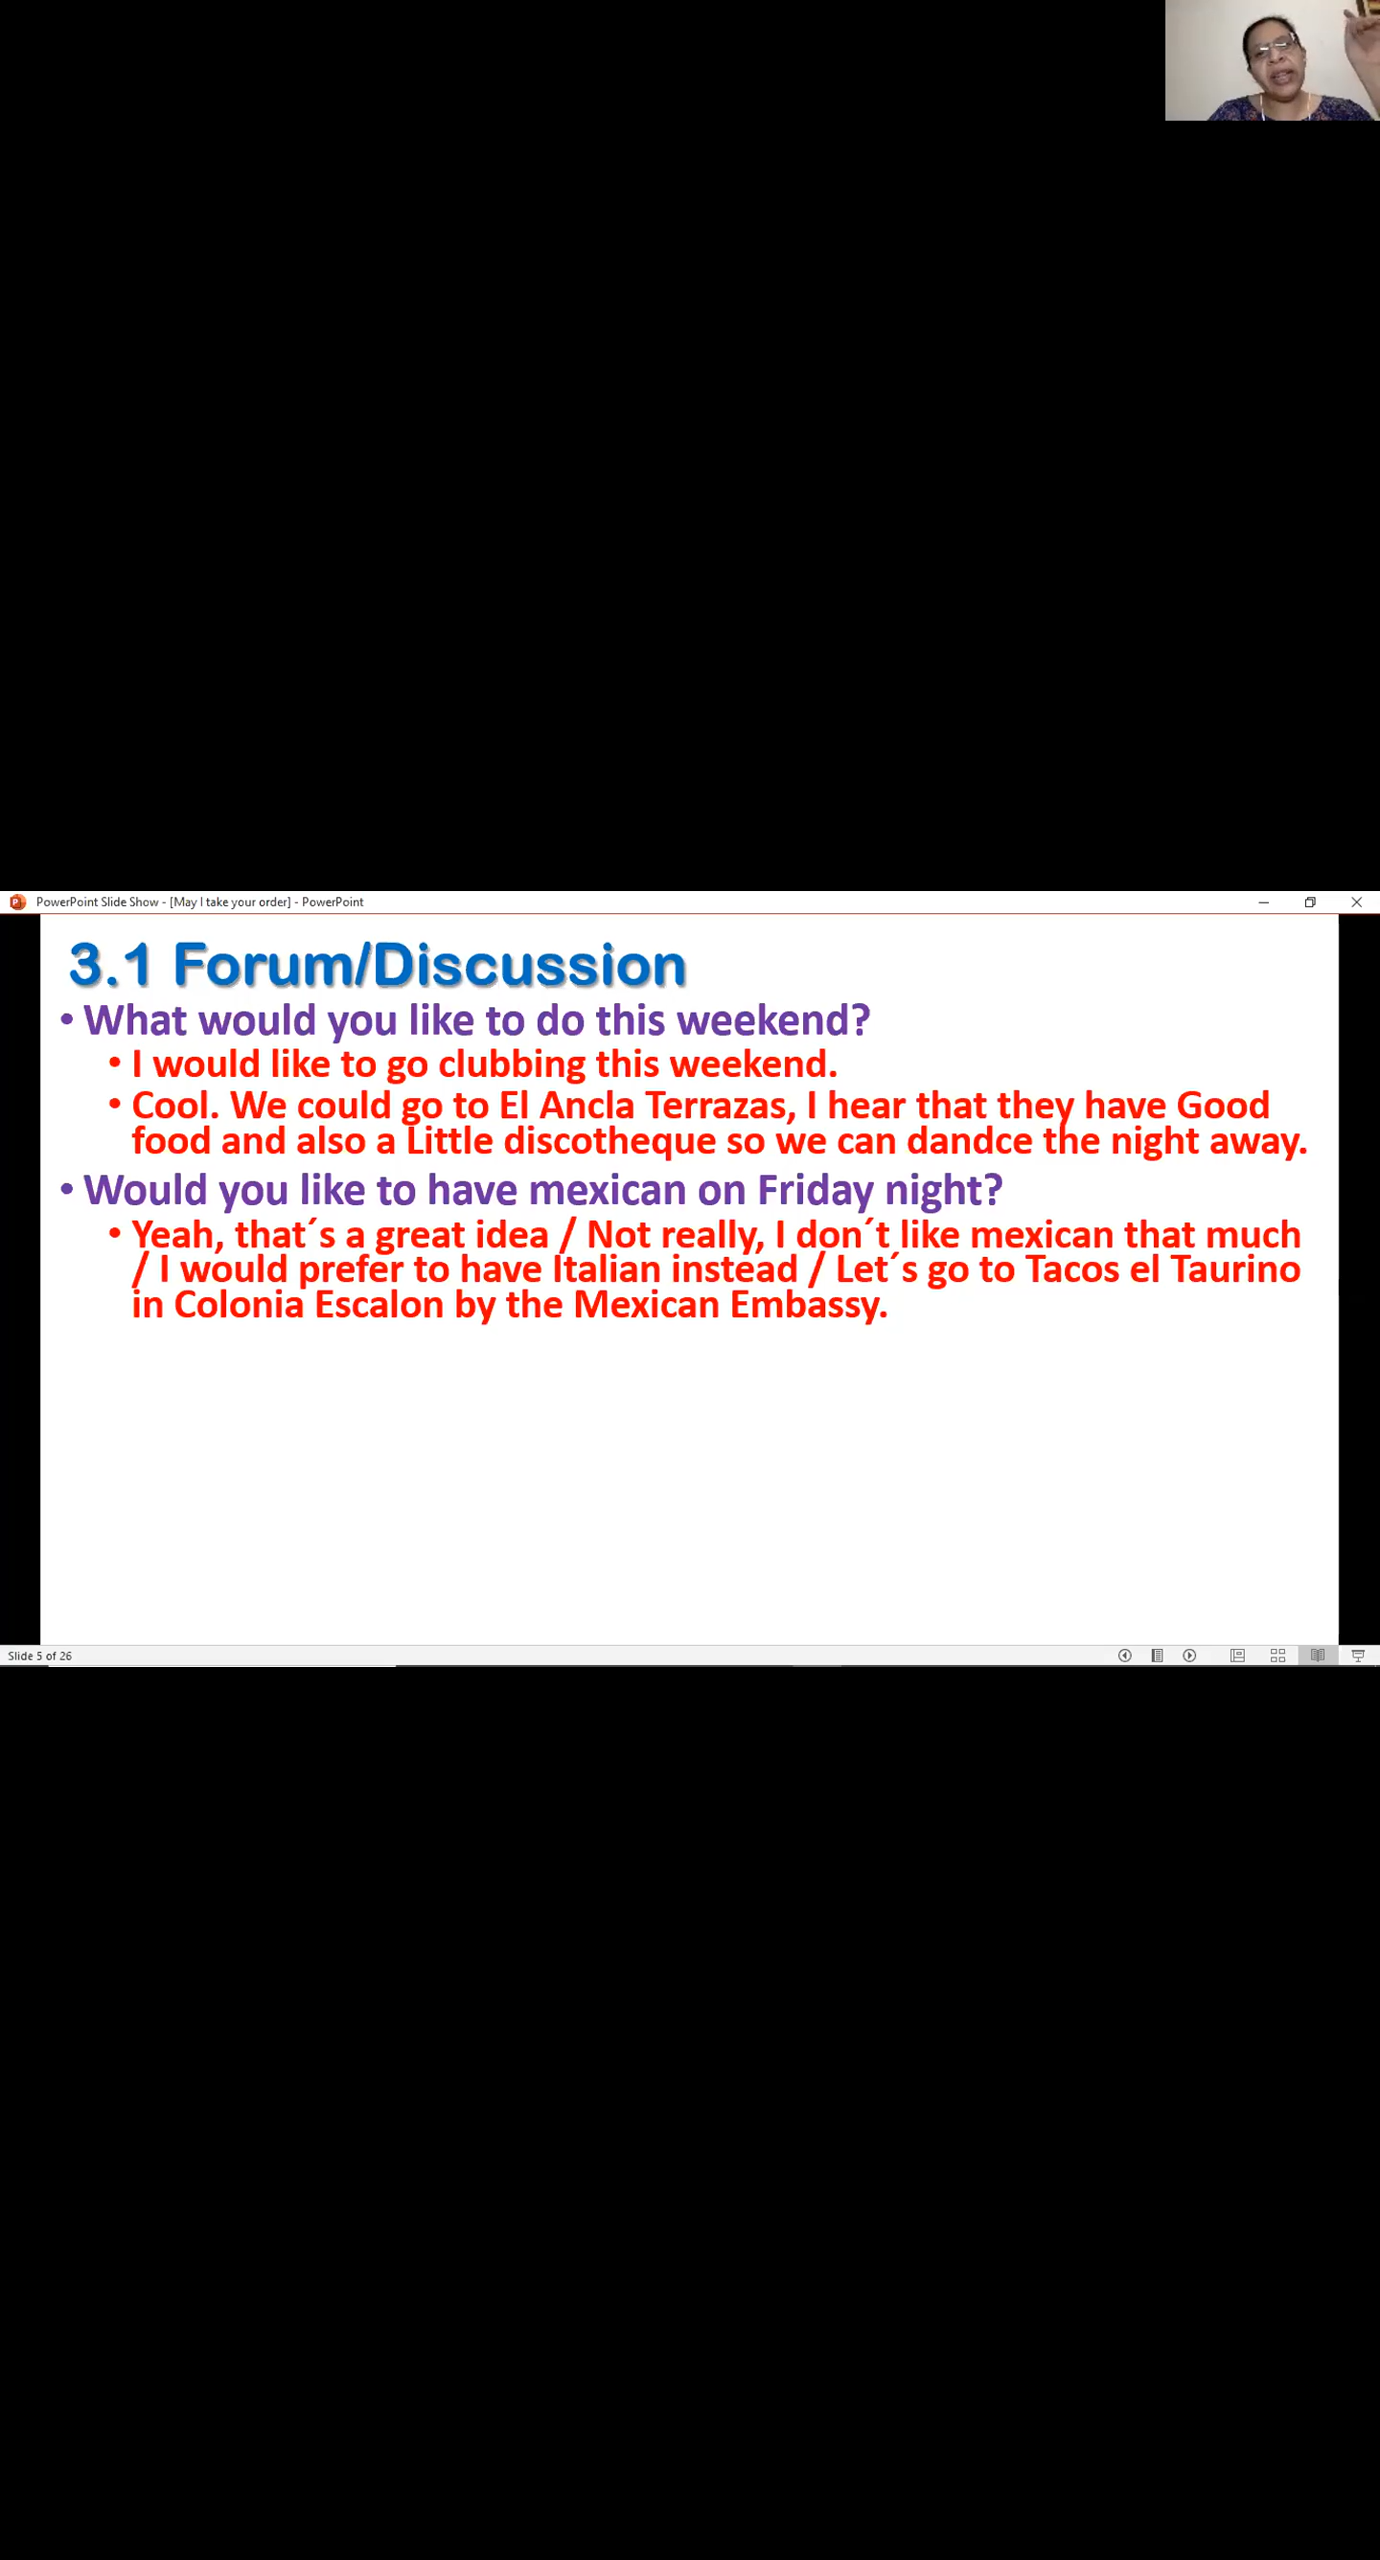 PowerPoint Slide Show - [May I take your order] - PowerPoint
3.1 Forum/Discussion
• What would you like to do this weekend?
• I would like to go clubbing this weekend.
• Cool. We could go to El Ancla Terrazas, I hear that they have Good
food and also a Little discotheque so we can dandce the night away.
• Would you like to have mexican on Friday night?
• Yeah, that´s a great idea / Not really, I don´t like mexican that much
/ I would prefer to have Italian instead / Let´s go to Tacos el Taurino
in Colonia Escalon by the Mexican Embassy.
Slide 5 of 26